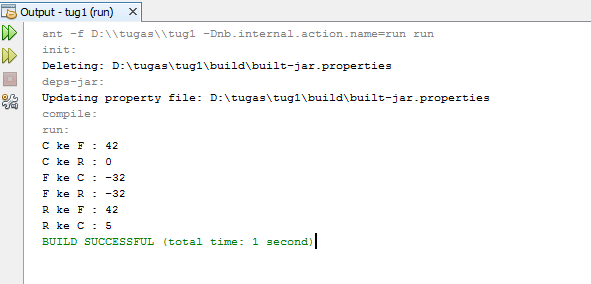 Output - tug1 (run)
ant -f D:\\tugas\\tug1 -Dnb.internal.action.name=run run
init:
Deleting: D:\tugas\tug1\build\built-jar.properties
deps-jar:
Updating property file: D:\tugas\tug1\build\built-jar.properties
compile:
run:
C ke F : 42
C ke R : 0
F ke C : -32
F ke R : -32
R ke F : 42
R ke C : 5
BUILD SUCCESSFUL (total time: 1 second)